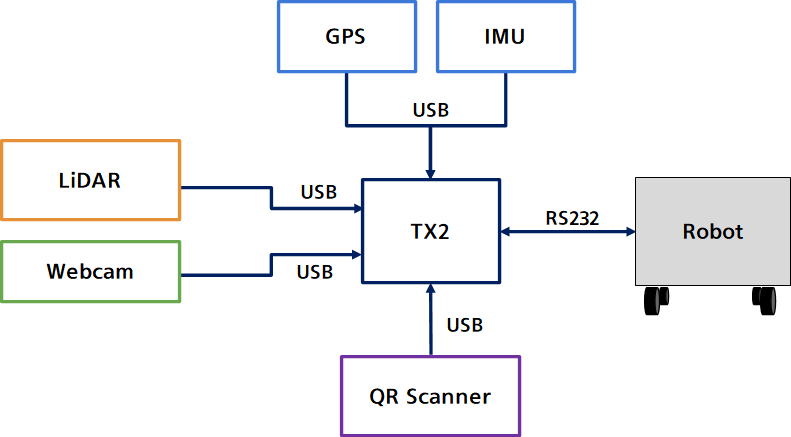 GPS
IMU
USB
LiDAR
USB
TX2
RS232
Robot
Webcam
USB
USB
QR Scanner